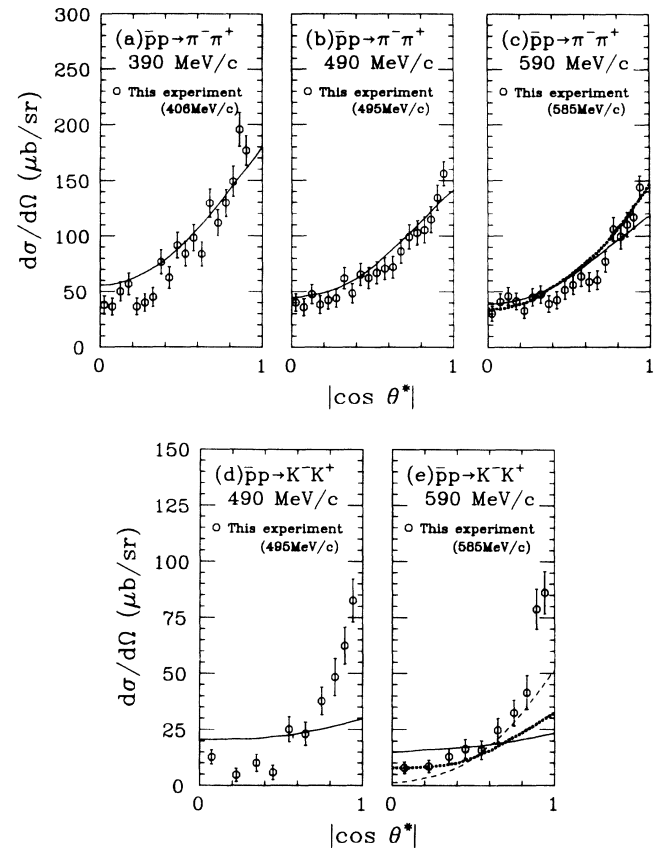 (a) p̄p→π⁻π⁺
390 MeV/c
This experiment
(406MeV/c)
(b) p̄p→π⁻π⁺
490 MeV/c
This experiment
(495MeV/c)
(c) p̄p→π⁻π⁺
590 MeV/c
This experiment
(585MeV/c)
dσ/dΩ (μb/sr)
300
250
200
150
100
50
0
0 1
0 1
0 1
|cos θ*|
(d) p̄p→K⁻K⁺
490 MeV/c
This experiment
(495MeV/c)
(e) p̄p→K⁻K⁺
590 MeV/c
This experiment
(585MeV/c)
dσ/dΩ (μb/sr)
150
125
100
75
50
25
0
0 1
0 1
|cos θ*|